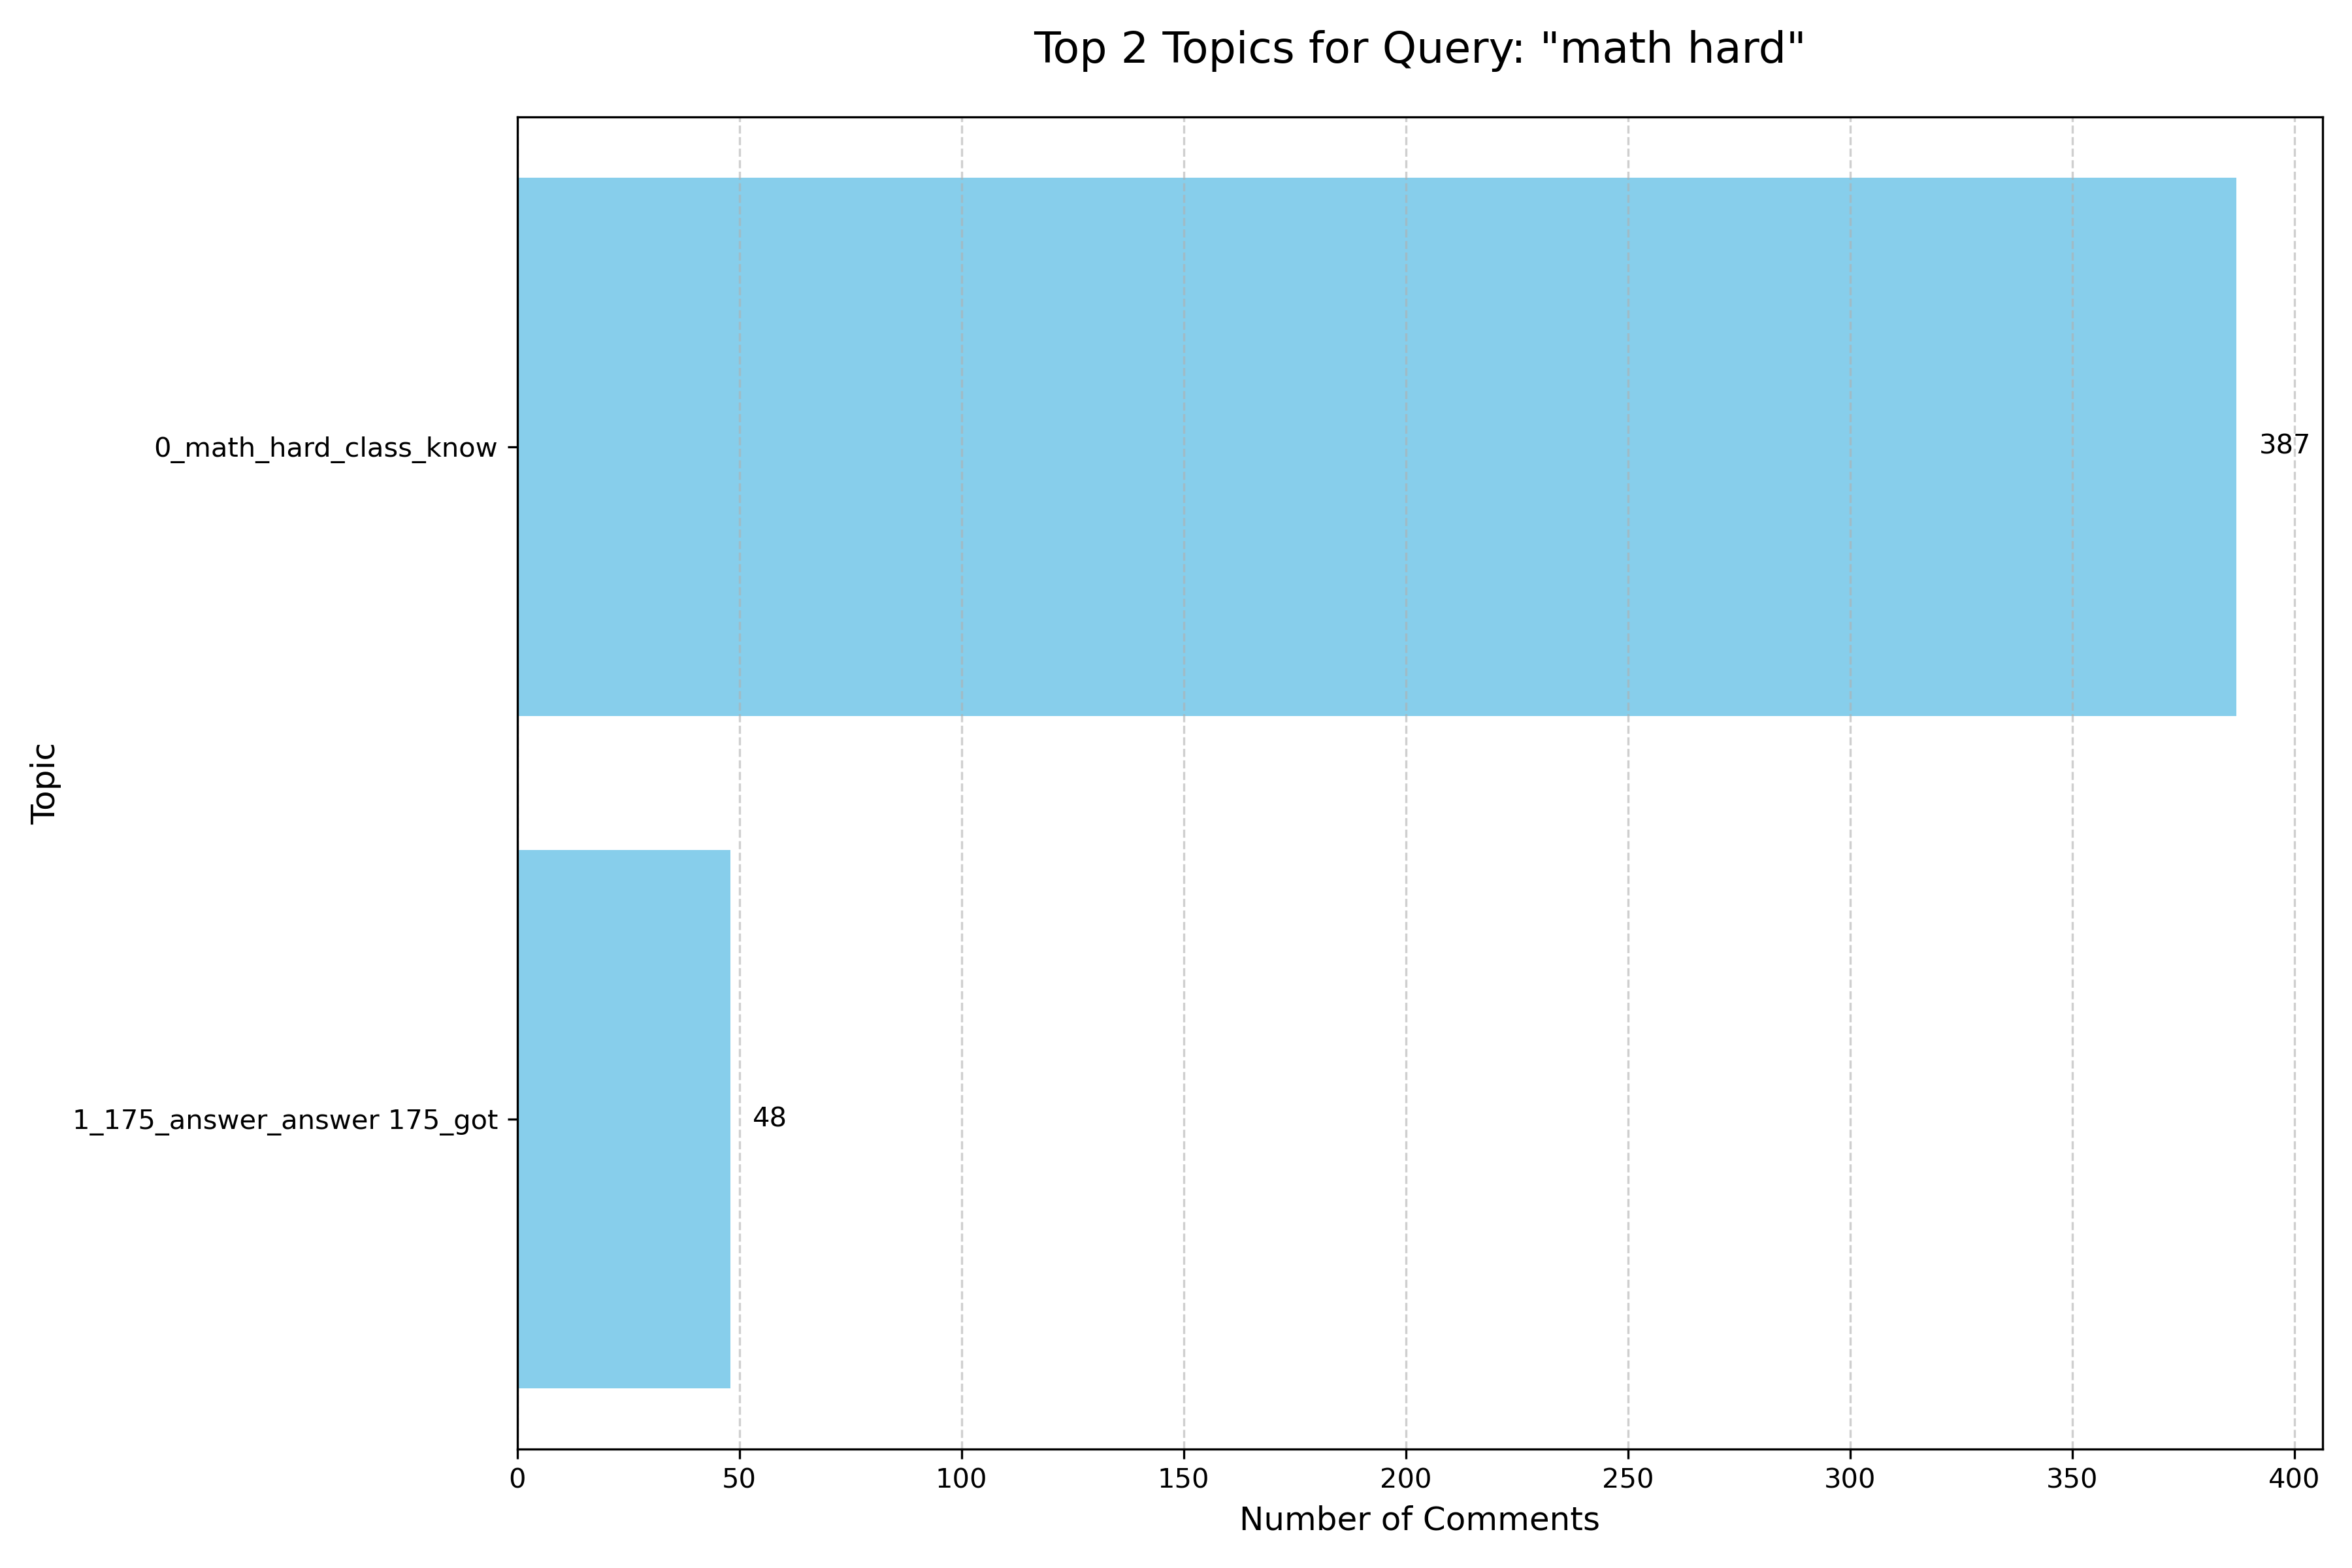 Top 2 Topics for Query: "math hard"
0_math_hard_class_know
387
Topic
1_175_answer_answer 175_got
48
0 50 100 150 200 250 300 350 400
Number of Comments